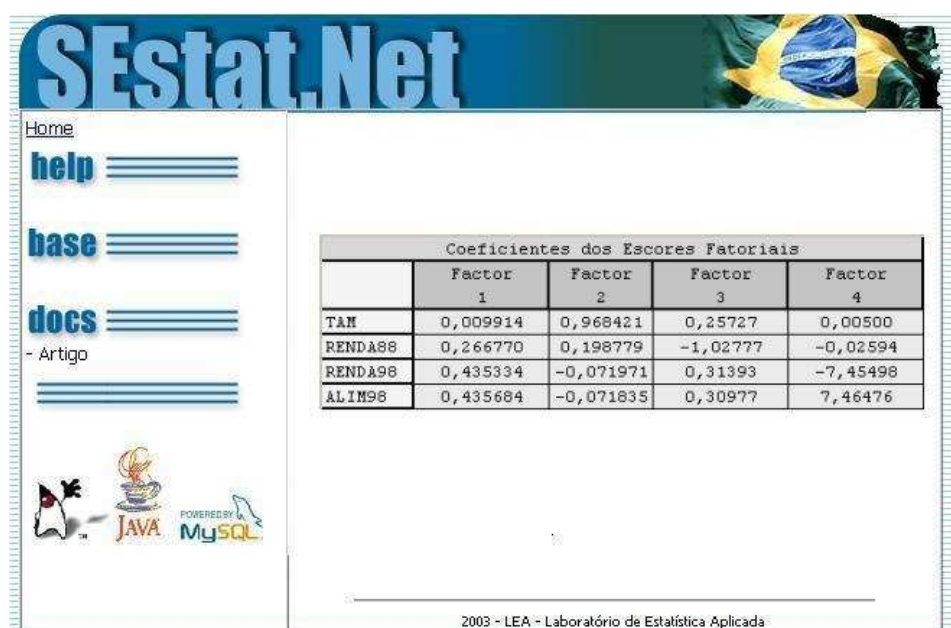 SEstat.Net
Home
help
base
docs
- Artigo
JAVA
POWERED BY
MySQL
Coeficientes dos Escores Fatoriais
Factor 1 Factor 2 Factor 3 Factor 4
TAM 0,009914 0,968421 0,25727 0,00500
RENDA88 0,266770 0,198779 -1,02777 -0,02594
RENDA98 0,435334 -0,071971 0,31393 -7,45498
ALIM98 0,435684 -0,071835 0,30977 7,46476
2003 - LEA - Laboratório de Estatística Aplicada